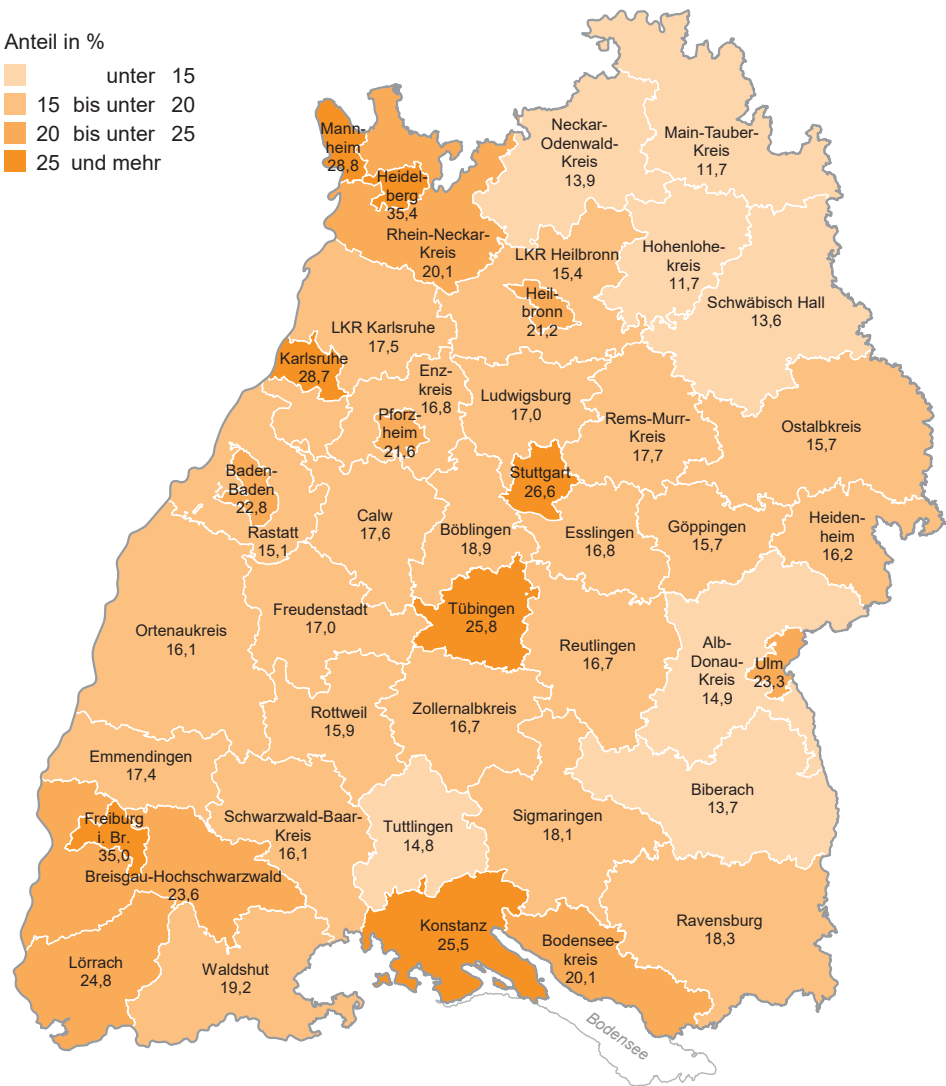 Anteil in %
unter 15
15 bis unter 20
20 bis unter 25
25 und mehr
Mann-
heim
28,8
Heidel-
berg
35,4
Rhein-Neckar-
Kreis
20,1
Neckar-
Odenwald-
Kreis
13,9
Main-Tauber-
Kreis
11,7
LKR Heilbronn
15,4
Heil-
bronn
21,2
Hohenlohe-
kreis
11,7
Schwäbisch Hall
13,6
LKR Karlsruhe
17,5
Karlsruhe
28,7
Enz-
kreis
16,8
Pforz-
heim
21,6
Ludwigsburg
17,0
Rems-Murr-
Kreis
17,7
Ostalbkreis
15,7
Baden-
Baden
22,8
Rastatt
15,1
Calw
17,6
Böblingen
18,9
Stuttgart
26,6
Esslingen
16,8
Göppingen
15,7
Heiden-
heim
16,2
Ortenaukreis
16,1
Freudenstadt
17,0
Tübingen
25,8
Reutlingen
16,7
Alb-
Donau-
Kreis
14,9
Ulm
23,3
Rottweil
15,9
Zollernalbkreis
16,7
Emmendingen
17,4
Freiburg
i. Br.
35,0
Breisgau-Hochschwarzwald
23,6
Schwarzwald-Baar-
Kreis
16,1
Tuttlingen
14,8
Sigmaringen
18,1
Biberach
13,7
Lörrach
24,8
Waldshut
19,2
Konstanz
25,5
Bodensee-
kreis
20,1
Ravensburg
18,3
Bodensee